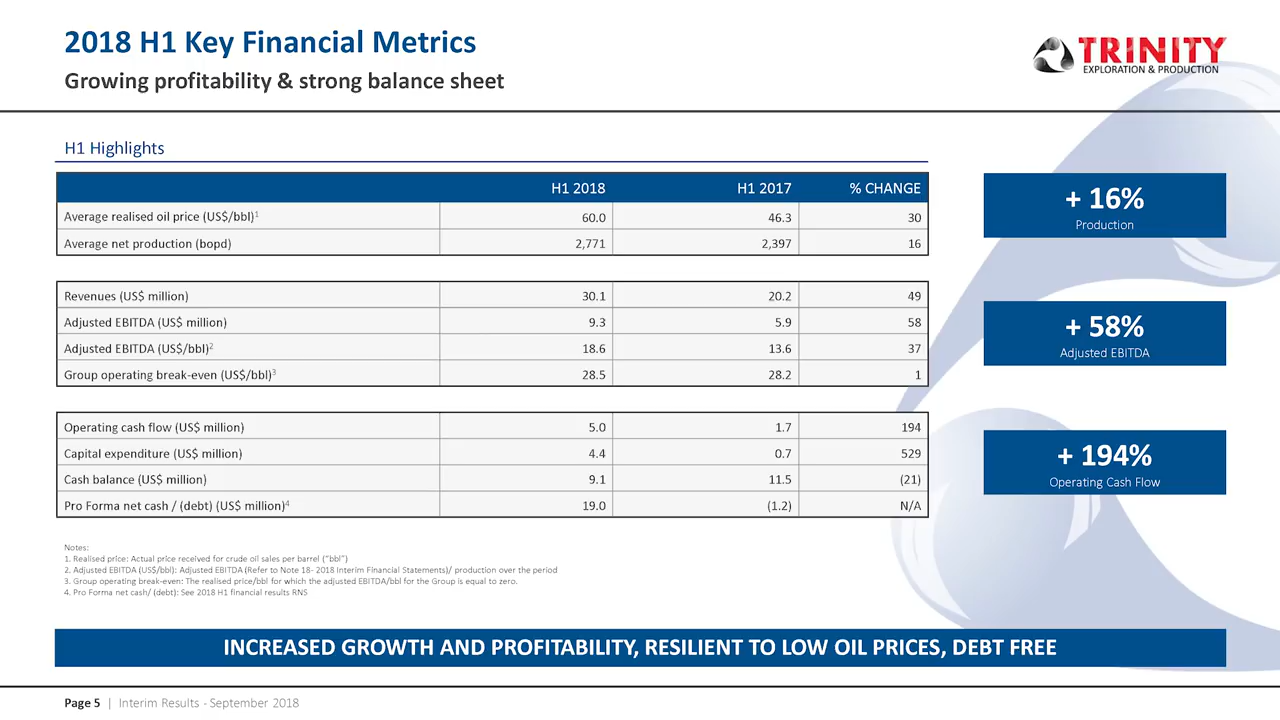 2018 H1 Key Financial Metrics
Growing profitability & strong balance sheet
TRINITY
EXPLORATION & PRODUCTION
H1 Highlights
H1 2018 H1 2017 % CHANGE
Average realised oil price (US$/bbl)1 60.0 46.3 30
Average net production (bopd) 2,771 2,397 16
Revenues (US$ million) 30.1 20.2 49
Adjusted EBITDA (US$ million) 9.3 5.9 58
Adjusted EBITDA (US$/bbl)2 18.6 13.6 37
Group operating break-even (US$/bbl)3 28.5 28.2 1
Operating cash flow (US$ million) 5.0 1.7 194
Capital expenditure (US$ million) 4.4 0.7 529
Cash balance (US$ million) 9.1 11.5 (21)
Pro Forma net cash / (debt) (US$ million)4 19.0 (1.2) N/A
+ 16%
Production
+ 58%
Adjusted EBITDA
+ 194%
Operating Cash Flow
Notes:
1. Realised price: Actual price received for crude oil sales per barrel (“bbl”)
2. Adjusted EBITDA (US$/bbl): Adjusted EBITDA (Refer to Note 18- 2018 Interim Financial Statements)/ production over the period
3. Group operating break-even: The realised price/bbl for which the adjusted EBITDA/bbl for the Group is equal to zero.
4. Pro Forma net cash/ (debt): See 2018 H1 financial results RNS
INCREASED GROWTH AND PROFITABILITY, RESILIENT TO LOW OIL PRICES, DEBT FREE
Page 5 | Interim Results - September 2018